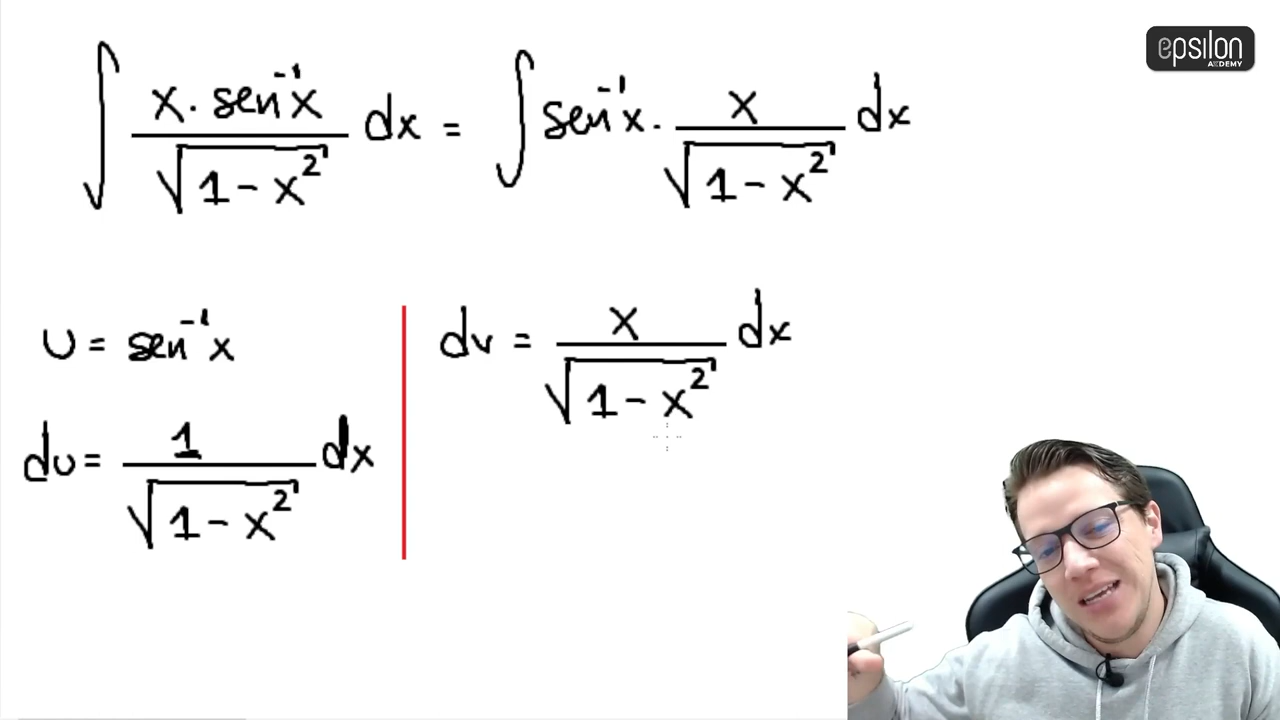 epsilon
AKDEMY
∫ x · sen⁻¹x / √(1 - x²) dx = ∫ sen⁻¹x · x / √(1 - x²) dx
u = sen⁻¹x
du = 1 / √(1 - x²) dx
dv = x / √(1 - x²) dx